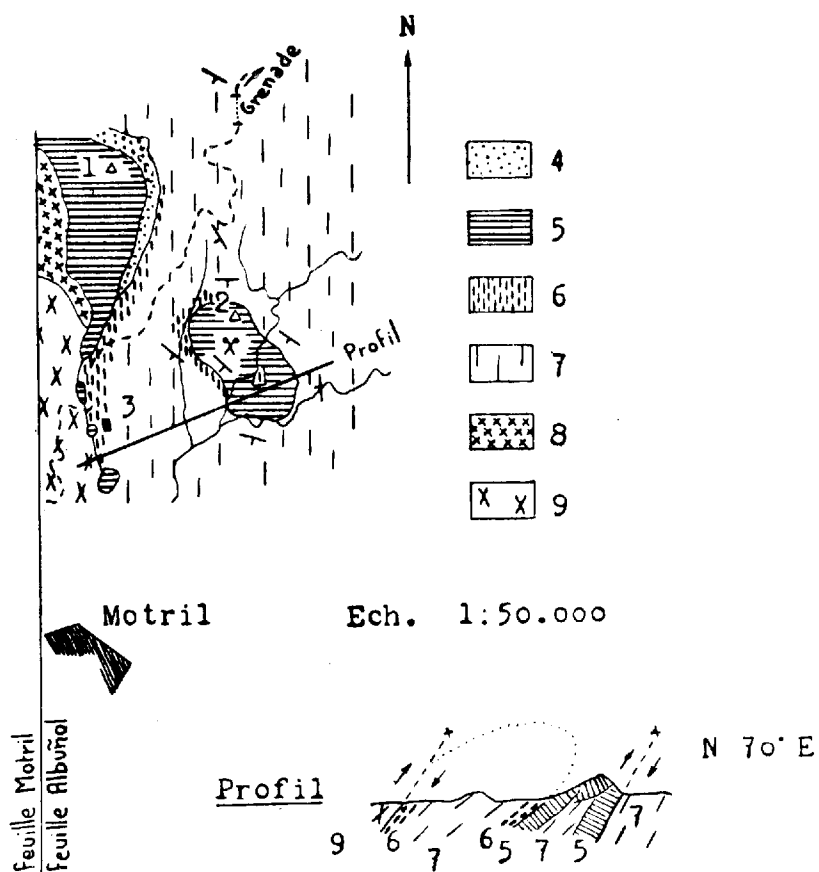 N
Grenade
1
4
5
2
6
Profil
7
3
8
9
Motril
Ech. 1:50.000
Feuille Motril
Feuille Albuñol
N 70° E
Profil
9 6 7 6 5 7 5 7